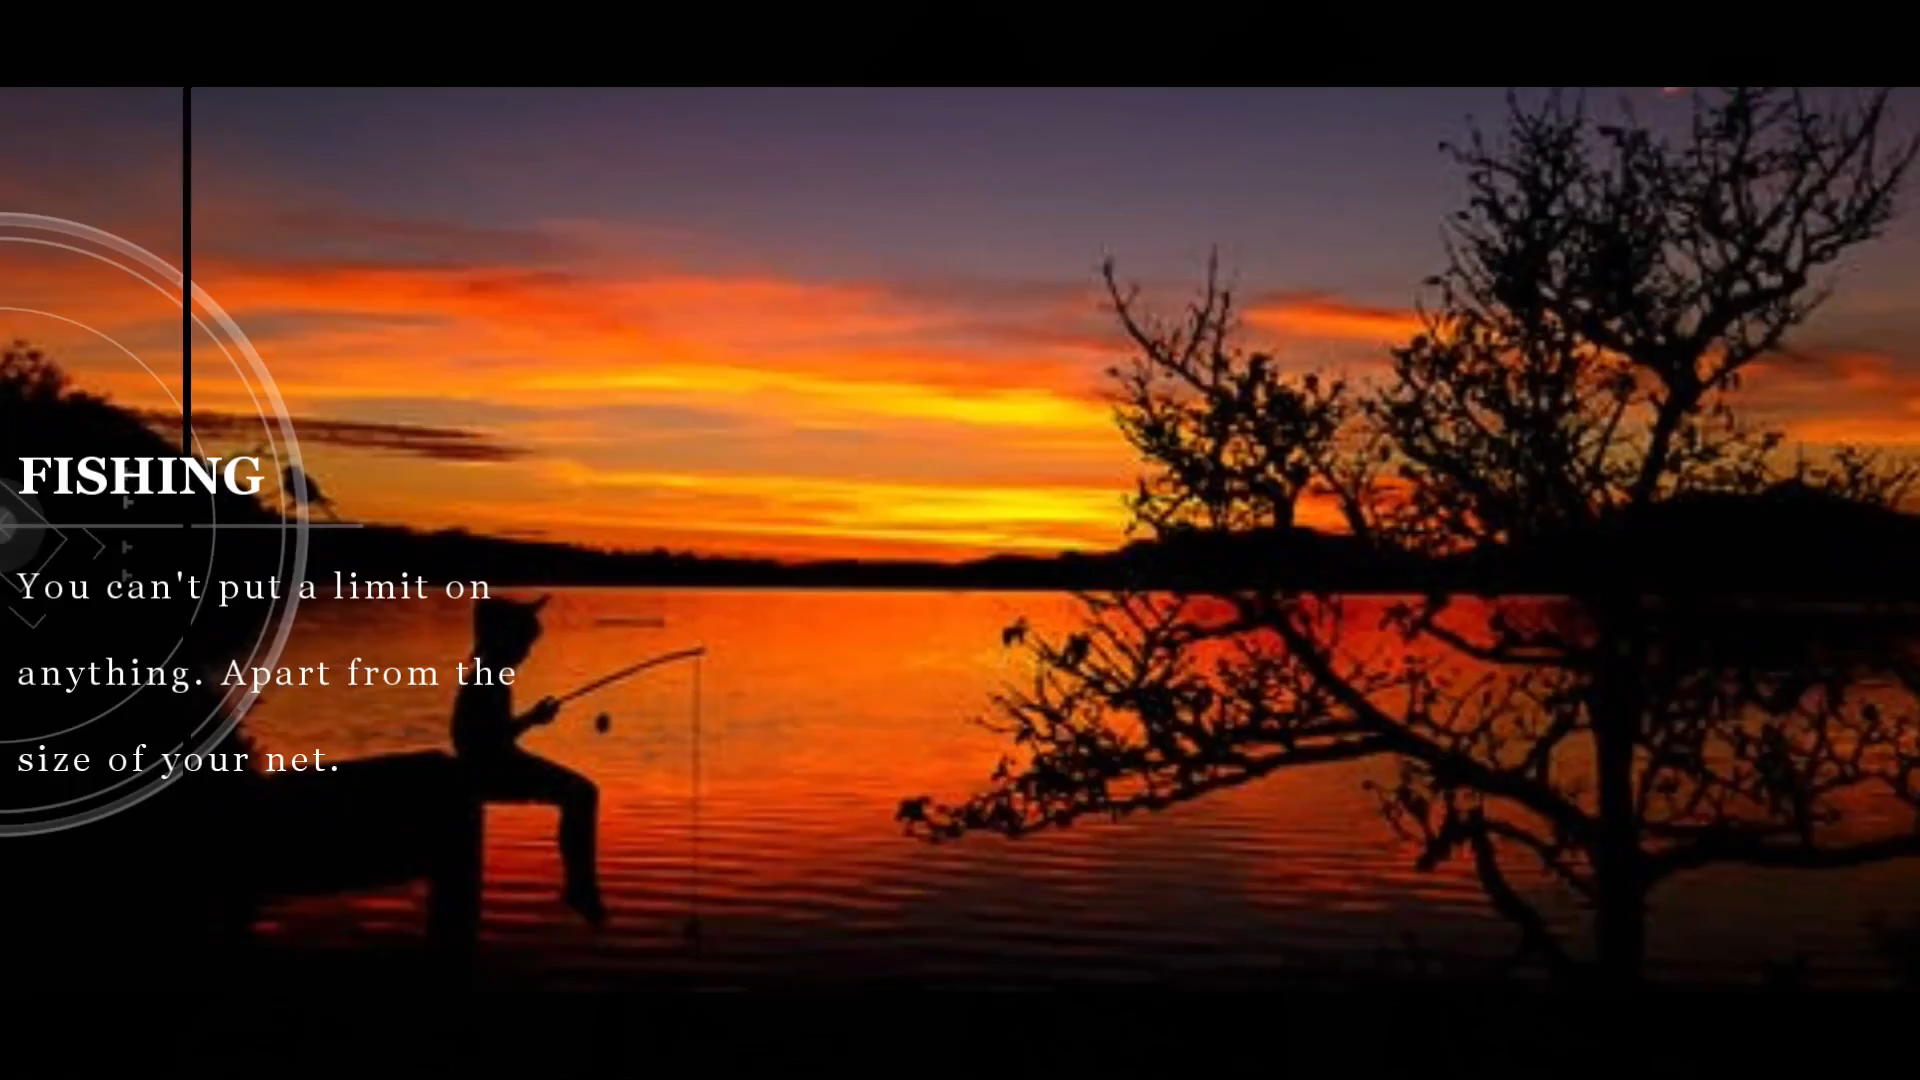 FISHING
You can't put a limit on
anything. Apart from the
size of your net.